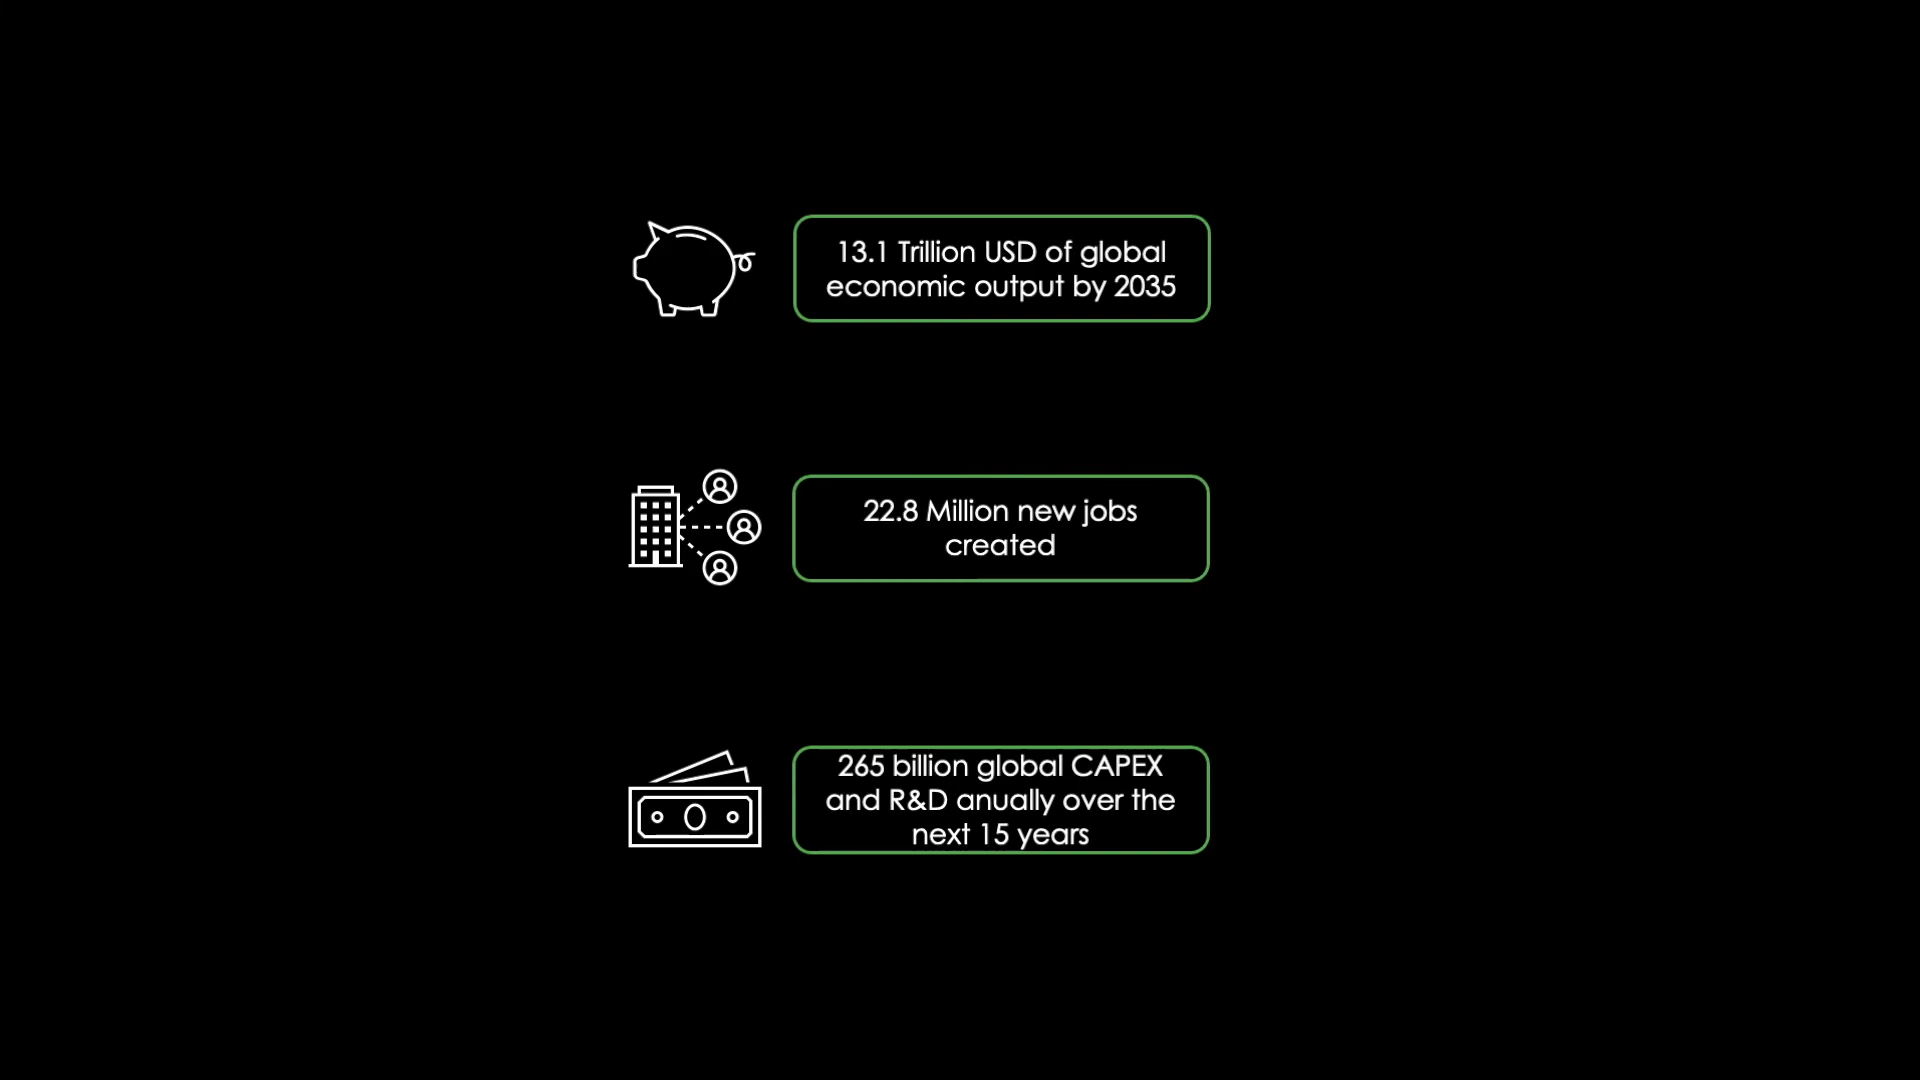 13.1 Trillion USD of global
economic output by 2035
22.8 Million new jobs
created
265 billion global CAPEX
and R&D anually over the
next 15 years